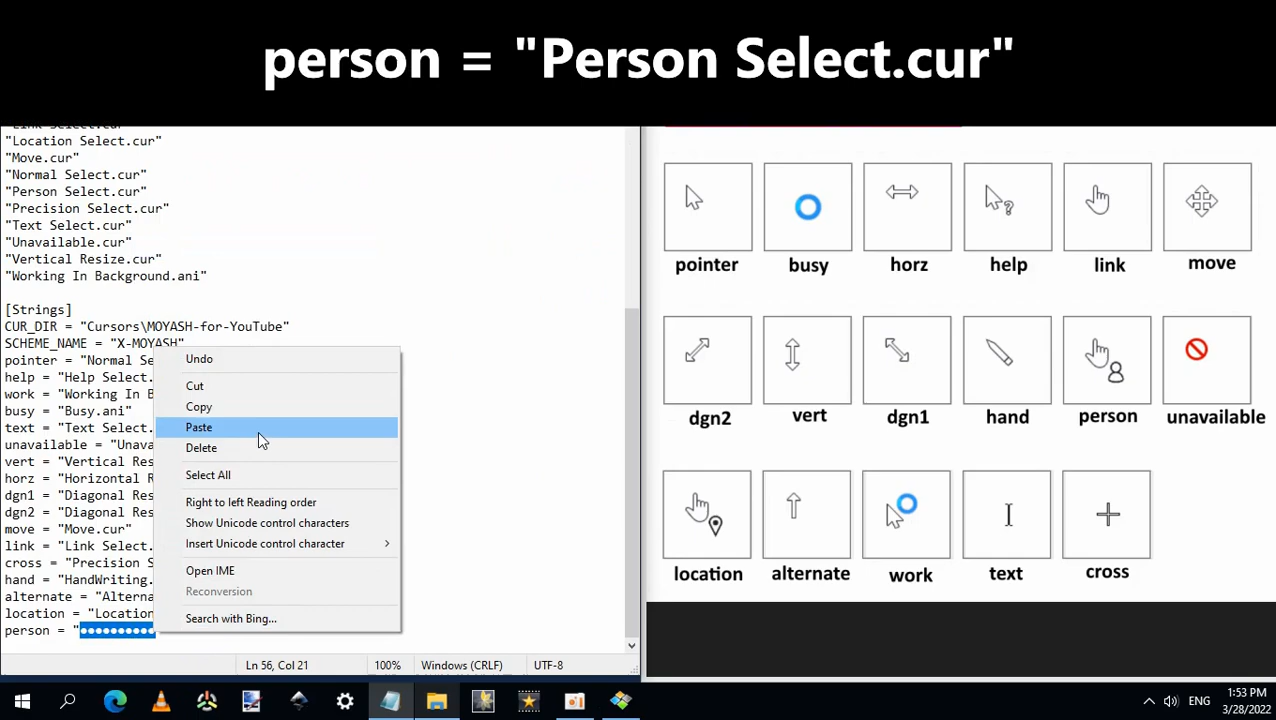 person = "Person Select.cur"
"Link Select.cur"
"Location Select.cur"
"Move.cur"
"Normal Select.cur"
"Person Select.cur"
"Precision Select.cur"
"Text Select.cur"
"Unavailable.cur"
"Vertical Resize.cur"
"Working In Background.ani"
[Strings]
CUR_DIR = "Cursors\MOYASH-for-YouTube"
SCHEME_NAME = "X-MOYASH"
pointer = "Normal Se
help = "Help Select.
work = "Working In B
busy = "Busy.ani"
text = "Text Select.
unavailable = "Unava
vert = "Vertical Res
horz = "Horizontal R
dgn1 = "Diagonal Res
dgn2 = "Diagonal Res
move = "Move.cur"
link = "Link Select.
cross = "Precision S
hand = "HandWriting.
alternate = "Alterna
location = "Location
person = "●●●●●●●●●●●
Undo
Cut
Copy
Paste
Delete
Select All
Right to left Reading order
Show Unicode control characters
Insert Unicode control character
Open IME
Reconversion
Search with Bing...
Ln 56, Col 21 100% Windows (CRLF) UTF-8
pointer busy horz help link move
dgn2 vert dgn1 hand person unavailable
location alternate work text cross
ENG
1:53 PM
3/28/2022